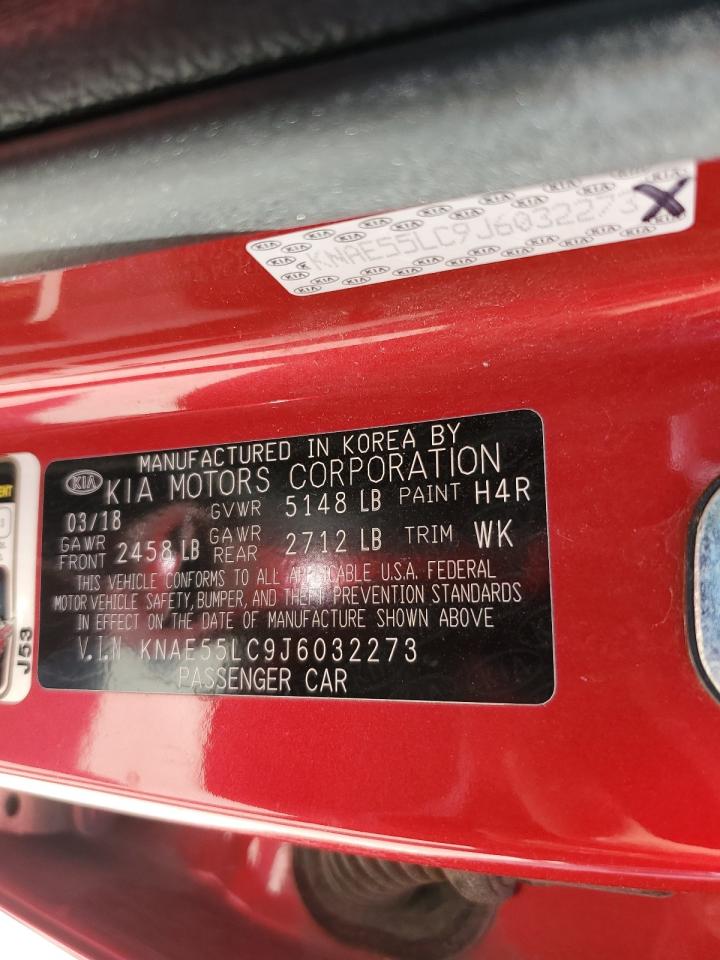 KNAE55LC9J6032273 X
MANUFACTURED IN KOREA BY
KIA KIA MOTORS CORPORATION
03/18 GVWR 5148 LB PAINT H4R
GAWR FRONT 2458 LB GAWR REAR 2712 LB TRIM WK
THIS VEHICLE CONFORMS TO ALL APPLICABLE U.S.A. FEDERAL
MOTOR VEHICLE SAFETY, BUMPER, AND THEFT PREVENTION STANDARDS
IN EFFECT ON THE DATE OF MANUFACTURE SHOWN ABOVE
V.I.N KNAE55LC9J6032273
PASSENGER CAR
J53